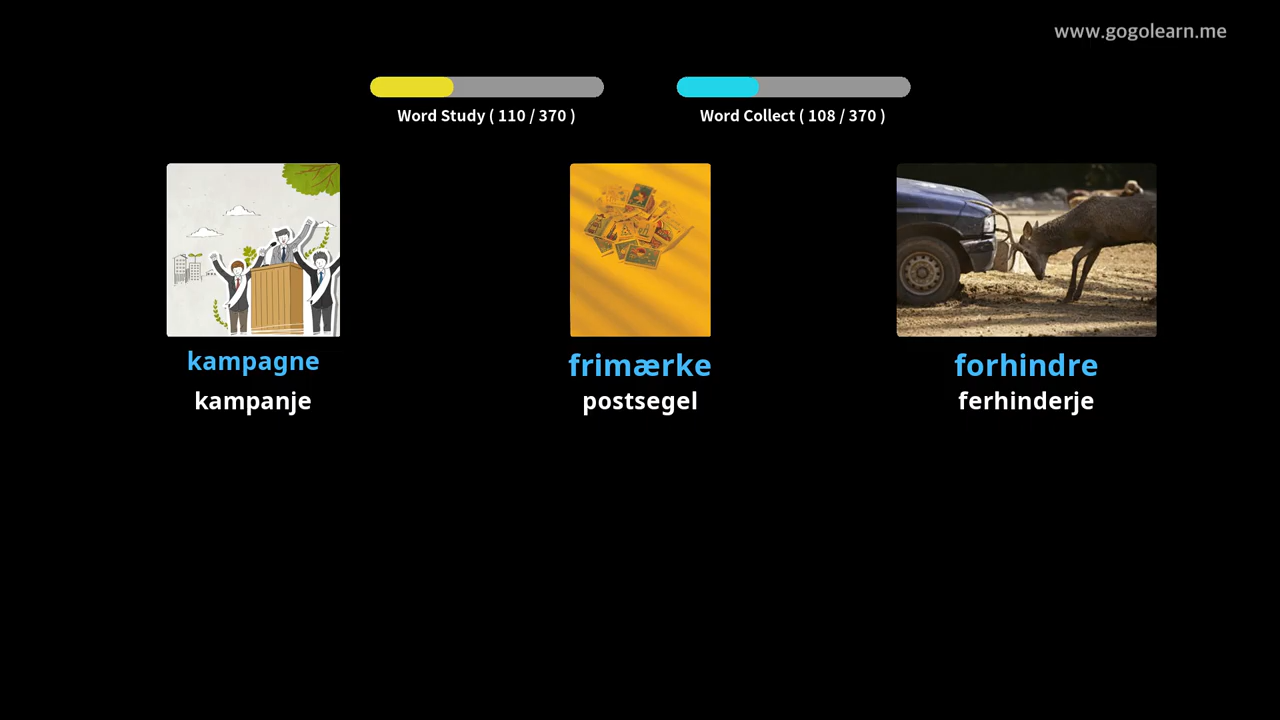 www.gogolearn.me
Word Study ( 110 / 370 )
Word Collect ( 108 / 370 )
kampagne
kampanje
frimærke
postsegel
forhindre
ferhinderje